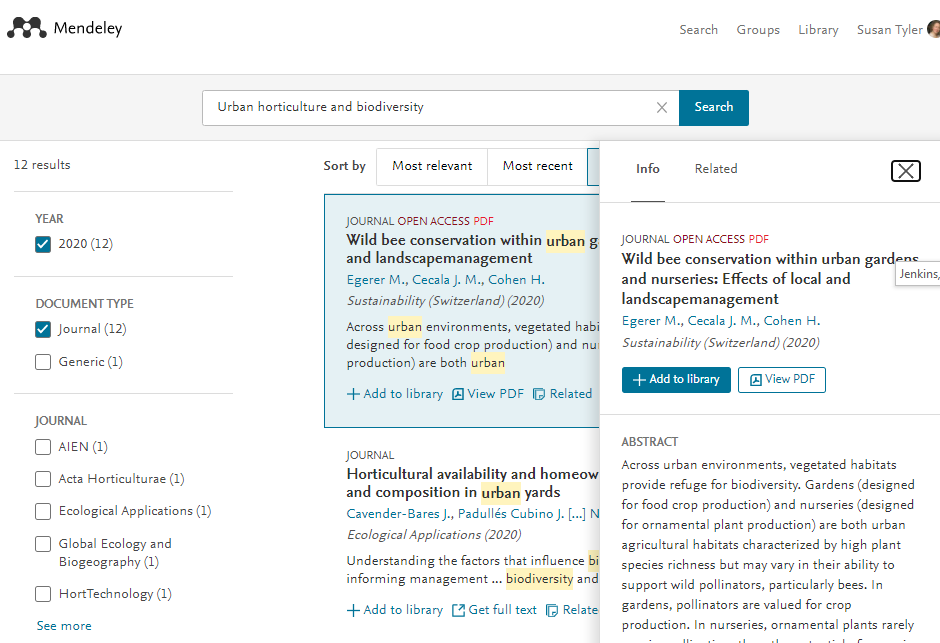 Mendeley
Search Groups Library Susan Tyler
Urban horticulture and biodiversity
Search
12 results
YEAR
2020 (12)
DOCUMENT TYPE
Journal (12)
Generic (1)
JOURNAL
AIEN (1)
Acta Horticulturae (1)
Ecological Applications (1)
Global Ecology and
Biogeography (1)
HortTechnology (1)
See more
Sort by Most relevant Most recent
JOURNAL OPEN ACCESS PDF
Wild bee conservation within urban g
and landscapemanagement
Egerer M., Cecala J. M., Cohen H.
Sustainability (Switzerland) (2020)
Across urban environments, vegetated habi
designed for food crop production) and nu
production) are both urban
Add to library View PDF Related
JOURNAL
Horticultural availability and homeow
and composition in urban yards
Cavender-Bares J., Padullés Cubino J. [...] N
Ecological Applications (2020)
Understanding the factors that influence bi
informing management ... biodiversity and
Add to library Get full text Relate
Info Related
JOURNAL OPEN ACCESS PDF
Wild bee conservation within urban gardens
and nurseries: Effects of local and
landscapemanagement
Jenkins,
Egerer M., Cecala J. M., Cohen H.
Sustainability (Switzerland) (2020)
Add to library View PDF
ABSTRACT
Across urban environments, vegetated habitats
provide refuge for biodiversity. Gardens (designed
for food crop production) and nurseries (designed
for ornamental plant production) are both urban
agricultural habitats characterized by high plant
species richness but may vary in their ability to
support wild pollinators, particularly bees. In
gardens, pollinators are valued for crop
production. In nurseries, ornamental plants rarely